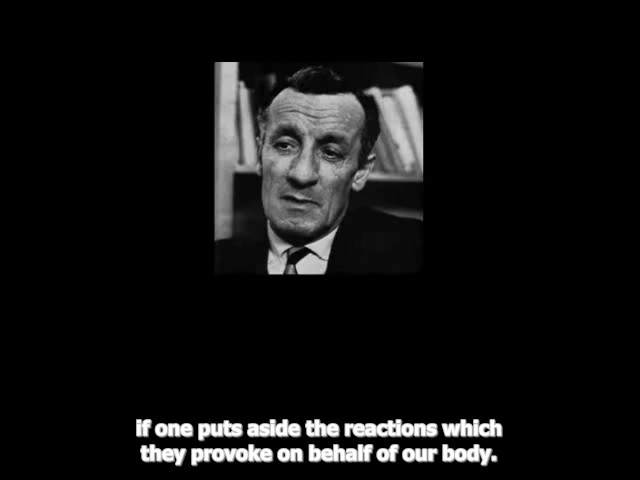 if one puts aside the reactions which
they provoke on behalf of our body.